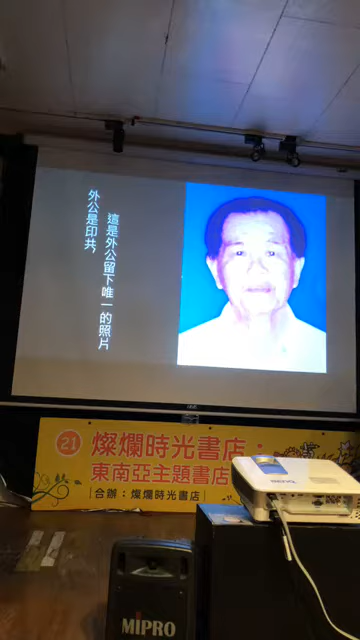 外公是印共，
這是外公留下唯一的照片
21
燦爛時光書店：
東南亞主題書店
合辦：燦爛時光書店
MIPRO